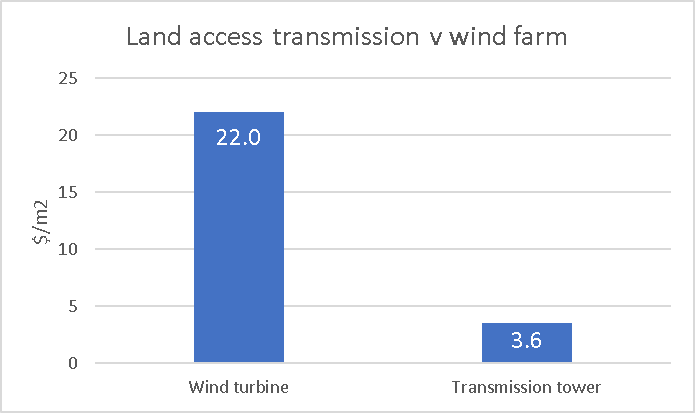 Land access transmission v wind farm
25
20
15
10
5
0
$/m2
22.0
3.6
Wind turbine
Transmission tower